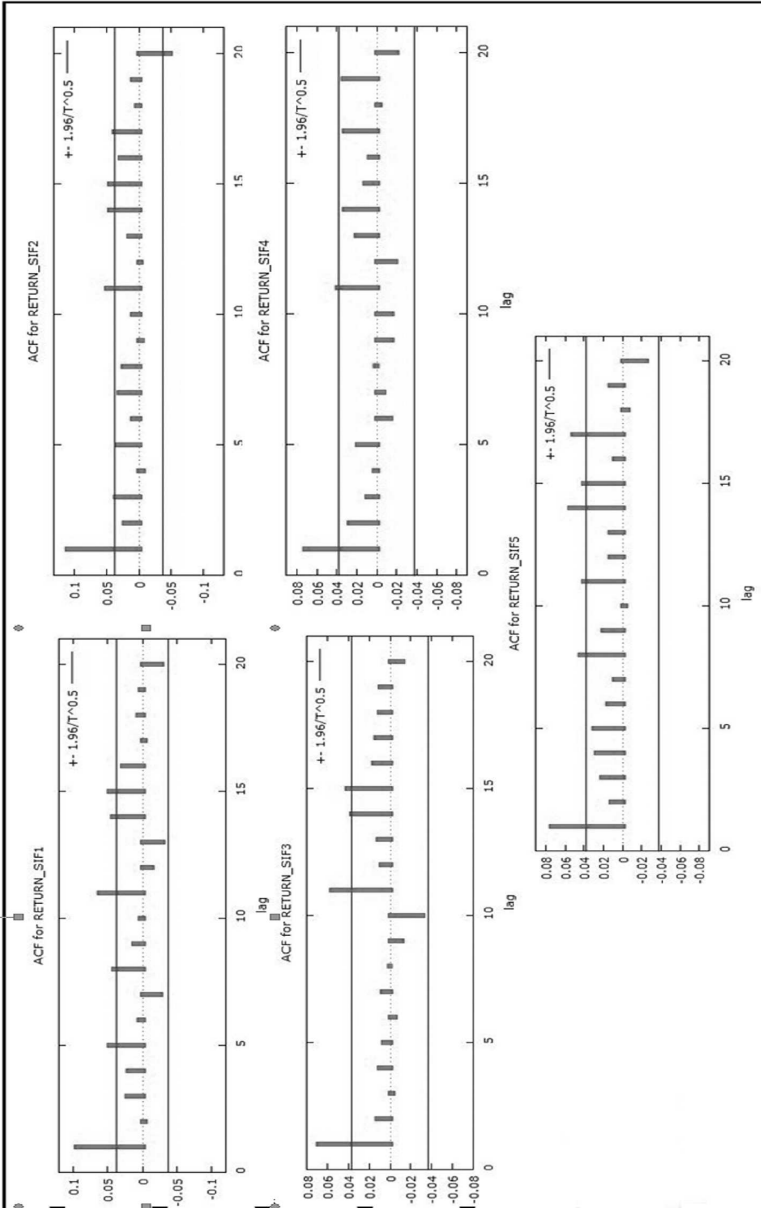 ACF for RETURN_SIF1
+- 1.96/T^0.5
0.1
0.05
0
-0.05
-0.1
0 5 10 15 20
lag
ACF for RETURN_SIF2
+- 1.96/T^0.5
0.1
0.05
0
-0.05
-0.1
0 5 10 15 20
ACF for RETURN_SIF3
+- 1.96/T^0.5
0.08
0.06
0.04
0.02
0
-0.02
-0.04
-0.06
-0.08
0 5 10 15 20
lag
ACF for RETURN_SIF4
+- 1.96/T^0.5
0.08
0.06
0.04
0.02
0
-0.02
-0.04
-0.06
-0.08
0 5 10 15 20
lag
ACF for RETURN_SIF5
+- 1.96/T^0.5
0.08
0.06
0.04
0.02
0
-0.02
-0.04
-0.06
-0.08
0 5 10 15 20
lag